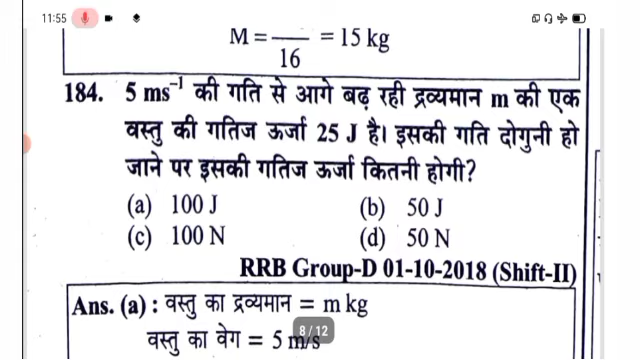 11:55
M = —— = 15 kg
16
184. 5 ms⁻¹ की गति से आगे बढ़ रही द्रव्यमान m की एक
वस्तु की गतिज ऊर्जा 25 J है। इसकी गति दोगुनी हो
जाने पर इसकी गतिज ऊर्जा कितनी होगी?
(a) 100 J (b) 50 J
(c) 100 N (d) 50 N
RRB Group-D 01-10-2018 (Shift-II)
Ans. (a) : वस्तु का द्रव्यमान = m kg
वस्तु का वेग = 5 m/s
8/12